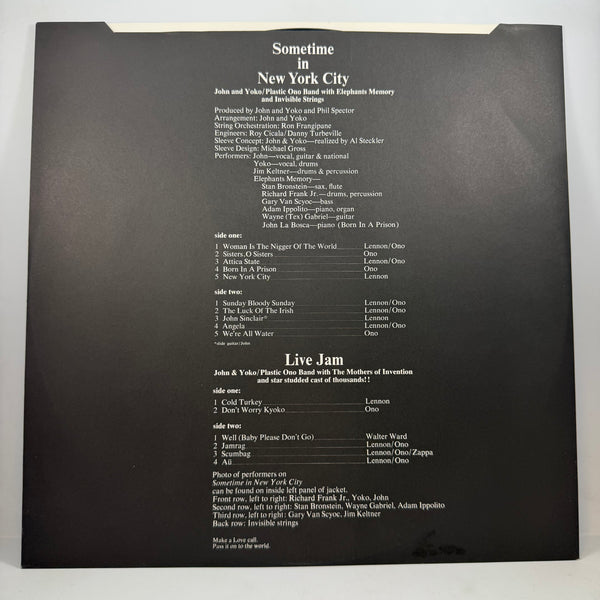 Sometime
in
New York City
John and Yoko/Plastic Ono Band with Elephants Memory
and Invisible Strings
Produced by John and Yoko and Phil Spector
Arrangement: John and Yoko
String Orchestration: Ron Frangipane
Engineers: Roy Cicala/Danny Turbeville
Sleeve Concept: John & Yoko—realized by Al Steckler
Sleeve Design: Michael Gross
Performers: John—vocal, guitar & national
Yoko—vocal, drums
Jim Keltner—drums & percussion
Elephants Memory—
Stan Bronstein—sax, flute
Richard Frank Jr.—drums, percussion
Gary Van Scyoc—bass
Adam Ippolito—piano, organ
Wayne (Tex) Gabriel—guitar
John La Bosca—piano (Born In A Prison)
side one:
1 Woman Is The Nigger Of The World Lennon/Ono
2 Sisters, O Sisters Ono
3 Attica State Lennon/Ono
4 Born In A Prison Ono
5 New York City Lennon
side two:
1 Sunday Bloody Sunday Lennon/Ono
2 The Luck Of The Irish Lennon/Ono
3 John Sinclair* Lennon
4 Angela Lennon/Ono
5 We're All Water Ono
*slide guitar/John
Live Jam
John & Yoko/Plastic Ono Band with The Mothers of Invention
and star studded cast of thousands!!
side one:
1 Cold Turkey Lennon
2 Don't Worry Kyoko Ono
side two:
1 Well (Baby Please Don't Go) Walter Ward
2 Jamrag Lennon/Ono
3 Scumbag Lennon/Ono/Zappa
4 Aü Lennon/Ono
Photo of performers on
Sometime in New York City
can be found on inside left panel of jacket.
Front row, left to right: Richard Frank Jr., Yoko, John
Second row, left to right: Stan Bronstein, Wayne Gabriel, Adam Ippolito
Third row, left to right: Gary Van Scyoc, Jim Keltner
Back row: Invisible strings
Make a Love call.
Pass it on to the world.